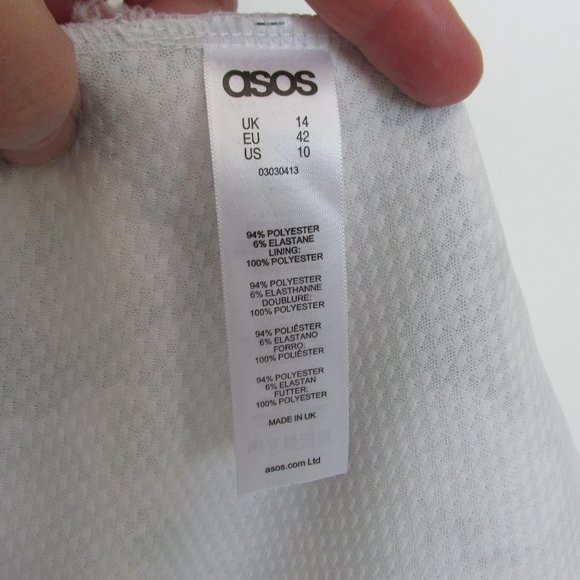 asos
UK 14
EU 42
US 10
03030413
94% POLYESTER
6% ELASTANE
LINING:
100% POLYESTER
94% POLYESTER
6% ELASTHANNE
DOUBLURE:
100% POLYESTER
94% POLIÉSTER
6% ELASTANO
FORRO:
100% POLIÉSTER
94% POLYESTER
6% ELASTAN
FUTTER:
100% POLYESTER
MADE IN UK
asos.com Ltd